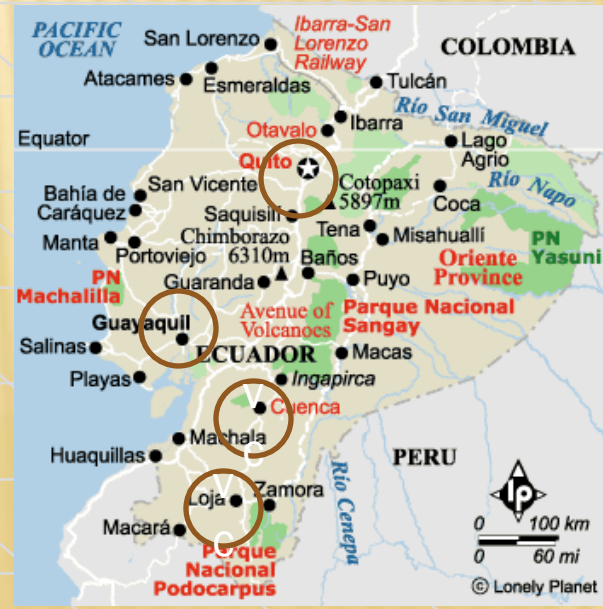 PACIFIC
OCEAN
San Lorenzo
Ibarra-San
Lorenzo
Railway
COLOMBIA
Atacames
Esmeraldas
Tulcán
Río San Miguel
Equator
Otavalo
Ibarra
Lago
Agrio
Quito
Río Napo
San Vicente
Cotopaxi
5897m
Bahía de
Caráquez
Coca
Saquisilí
Tena
Manta
Portoviejo
Chimborazo
6310m
Misahuallí
PN
Yasuni
Baños
Oriente
Province
PN
Machalilla
Guaranda
Puyo
Guayaquil
Avenue of
Volcanoes
Parque Nacional
Sangay
Salinas
ECUADOR
Macas
Playas
Ingapirca
V
Cuenca
Machala
C
Huaquillas
PERU
V
Loja
Zamora
Río Cenepa
lp
Macará
C
Parque
Nacional
Podocarpus
0 100 km
0 60 mi
© Lonely Planet